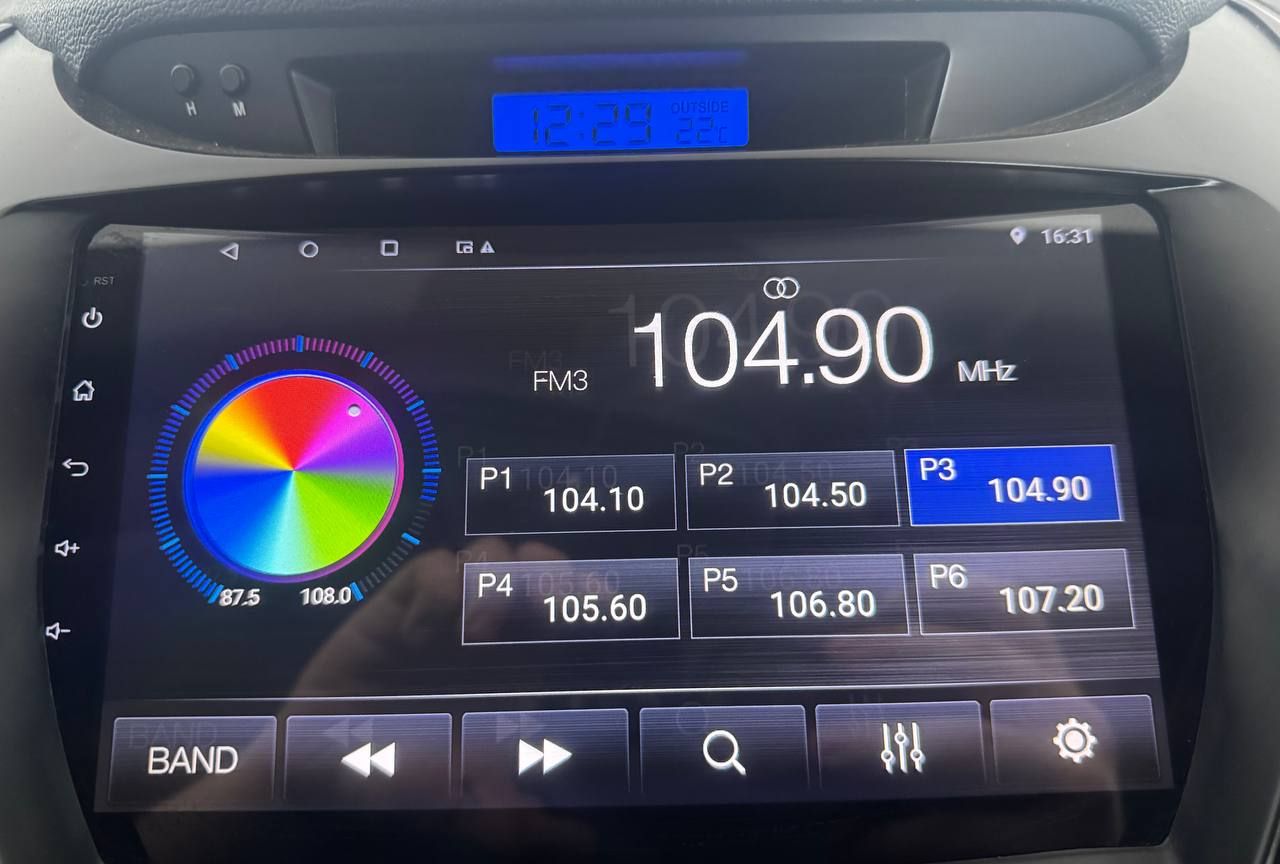 H M
12:29 OUTSIDE 22°C
16:31
RST
104.90 MHz
FM3
P1 104.10
P2 104.50
P3 104.90
P4 105.60
P5 106.80
P6 107.20
87.5 108.0
BAND